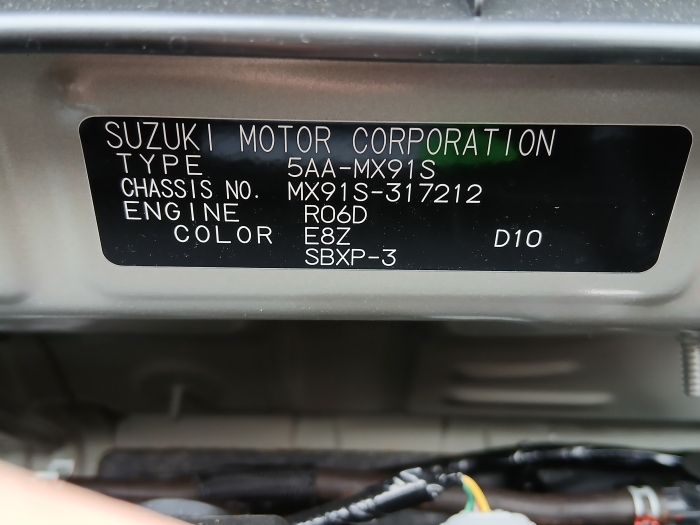 SUZUKI MOTOR CORPORATION
TYPE 5AA-MX91S
CHASSIS NO. MX91S-317212
ENGINE R06D
COLOR E8Z D10
SBXP-3